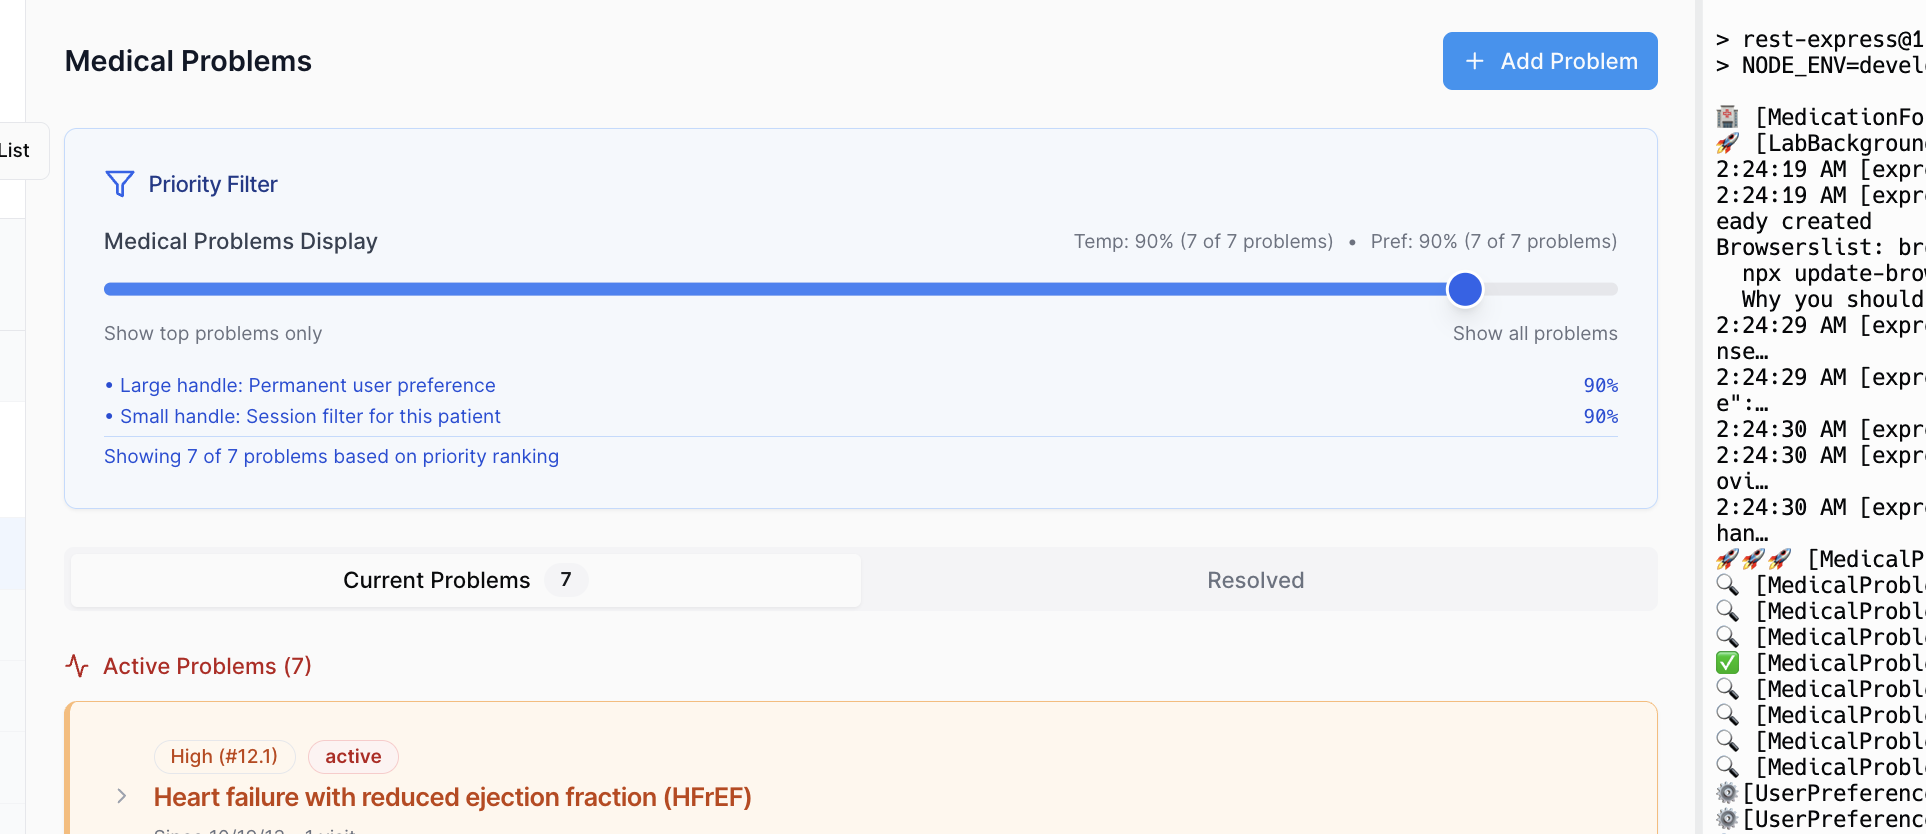 Medical Problems
+ Add Problem
List
Priority Filter
Medical Problems Display
Temp: 90% (7 of 7 problems) • Pref: 90% (7 of 7 problems)
Show top problems only
Show all problems
• Large handle: Permanent user preference
90%
• Small handle: Session filter for this patient
90%
Showing 7 of 7 problems based on priority ranking
Current Problems 7
Resolved
Active Problems (7)
High (#12.1) active
Heart failure with reduced ejection fraction (HFrEF)
> rest-express@1
> NODE_ENV=devel
🏥 [MedicationFo
🚀 [LabBackgroun
2:24:19 AM [expr
2:24:19 AM [expr
eady created
Browserslist: br
npx update-brow
Why you should
2:24:29 AM [expr
nse…
2:24:29 AM [expr
e":…
2:24:30 AM [expr
2:24:30 AM [expr
ovi…
2:24:30 AM [expr
han…
🚀🚀🚀 [MedicalP
🔍 [MedicalProbl
🔍 [MedicalProbl
🔍 [MedicalProbl
✅ [MedicalProbl
🔍 [MedicalProbl
🔍 [MedicalProbl
🔍 [MedicalProbl
🔍 [MedicalProbl
⚙️[UserPreferenc
⚙️[UserPreferenc